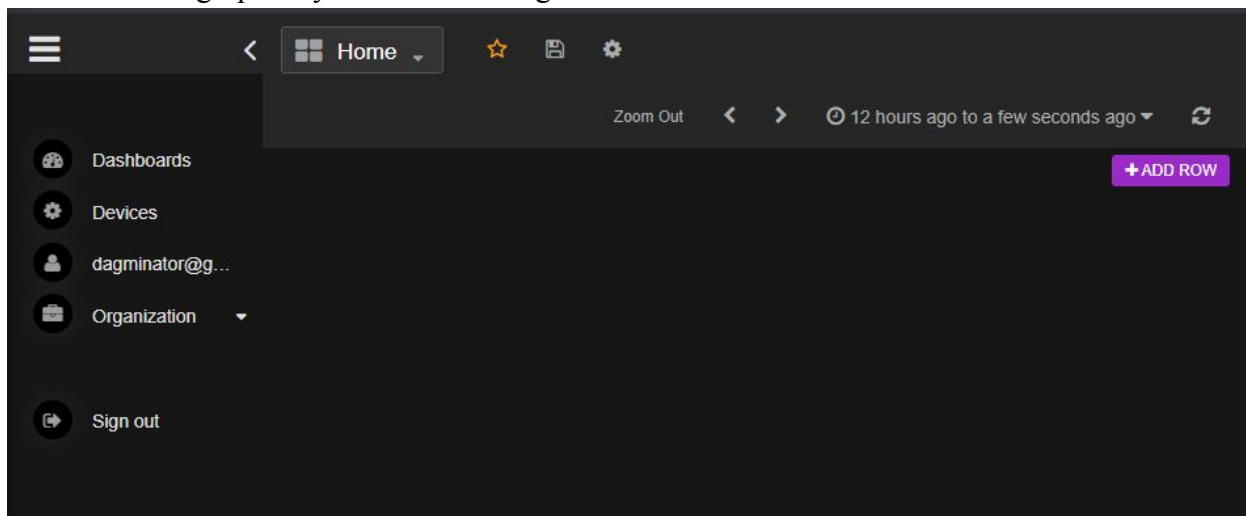 Home
Zoom Out
12 hours ago to a few seconds ago
Dashboards
+ ADD ROW
Devices
dagminator@g...
Organization
Sign out